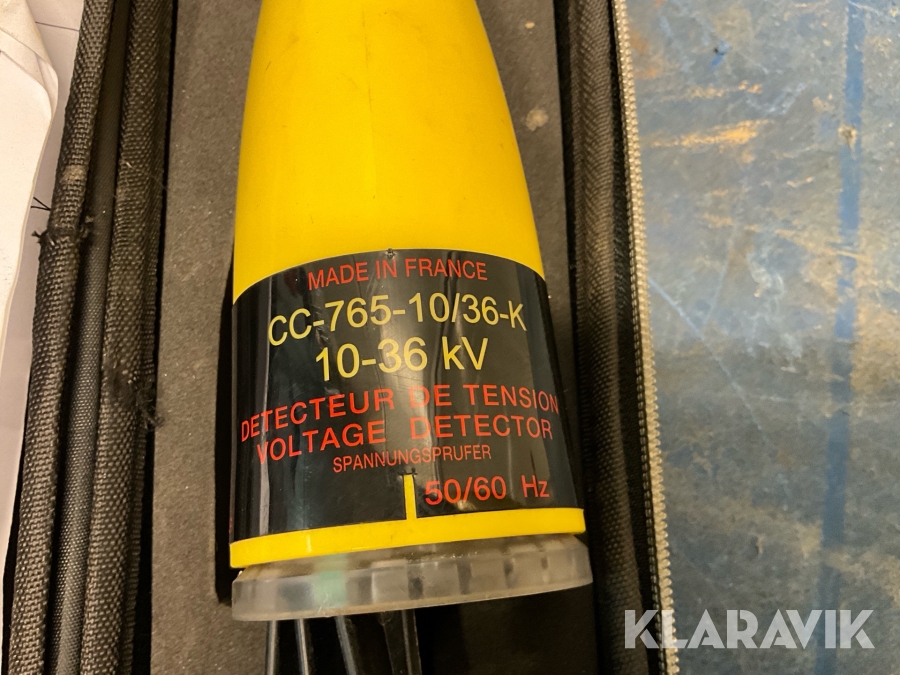 MADE IN FRANCE
CC-765-10/36-K
10-36 kV
DETECTEUR DE TENSION
VOLTAGE DETECTOR
SPANNUNGSPRUFER
50/60 Hz
KLARAVIK